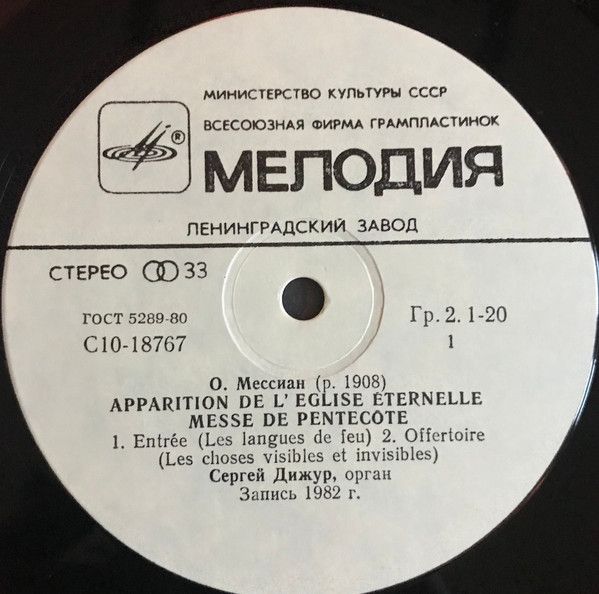 МИНИСТЕРСТВО КУЛЬТУРЫ СССР
ВСЕСОЮЗНАЯ ФИРМА ГРАМПЛАСТИНОК
®
МЕЛОДИЯ
ЛЕНИНГРАДСКИЙ ЗАВОД
СТЕРЕО 33
ГОСТ 5289-80
Гр. 2. 1-20
С10-18767
1
О. Мессиан (р. 1908)
APPARITION DE L' EGLISE ÉTERNELLE
MESSE DE PENTECÔTE
1. Entrée (Les langues de feu) 2. Offertoire
(Les choses visibles et invisibles)
Сергей Дижур, орган
Запись 1982 г.